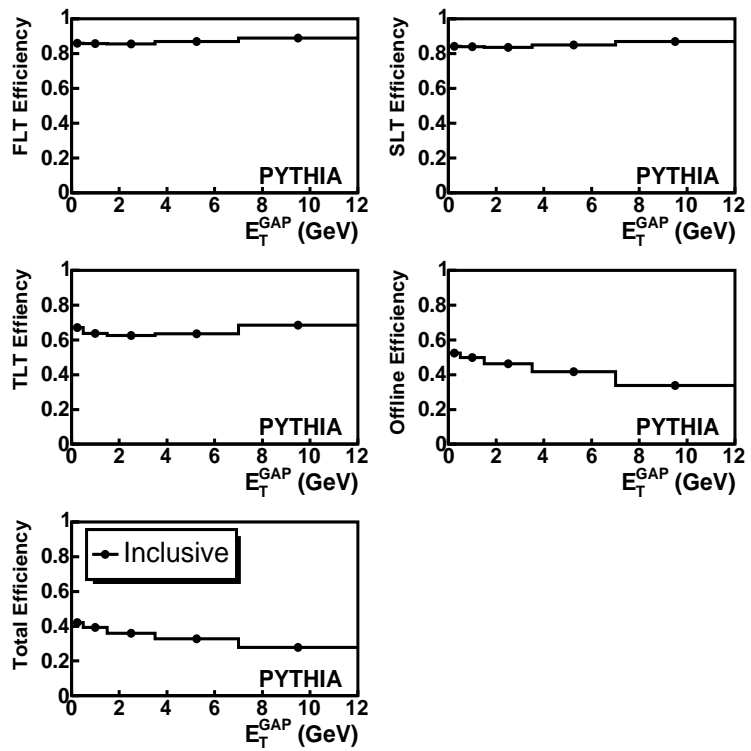 FLT Efficiency
1
0.8
0.6
0.4
0.2
0
PYTHIA
0 2 4 6 8 10 12
E_T^GAP (GeV)
SLT Efficiency
1
0.8
0.6
0.4
0.2
0
PYTHIA
0 2 4 6 8 10 12
E_T^GAP (GeV)
TLT Effiency
1
0.8
0.6
0.4
0.2
0
PYTHIA
0 2 4 6 8 10 12
E_T^GAP (GeV)
Offline Efficiency
1
0.8
0.6
0.4
0.2
0
PYTHIA
0 2 4 6 8 10 12
E_T^GAP (GeV)
Total Efficiency
1
0.8
0.6
0.4
0.2
0
Inclusive
PYTHIA
0 2 4 6 8 10 12
E_T^GAP (GeV)